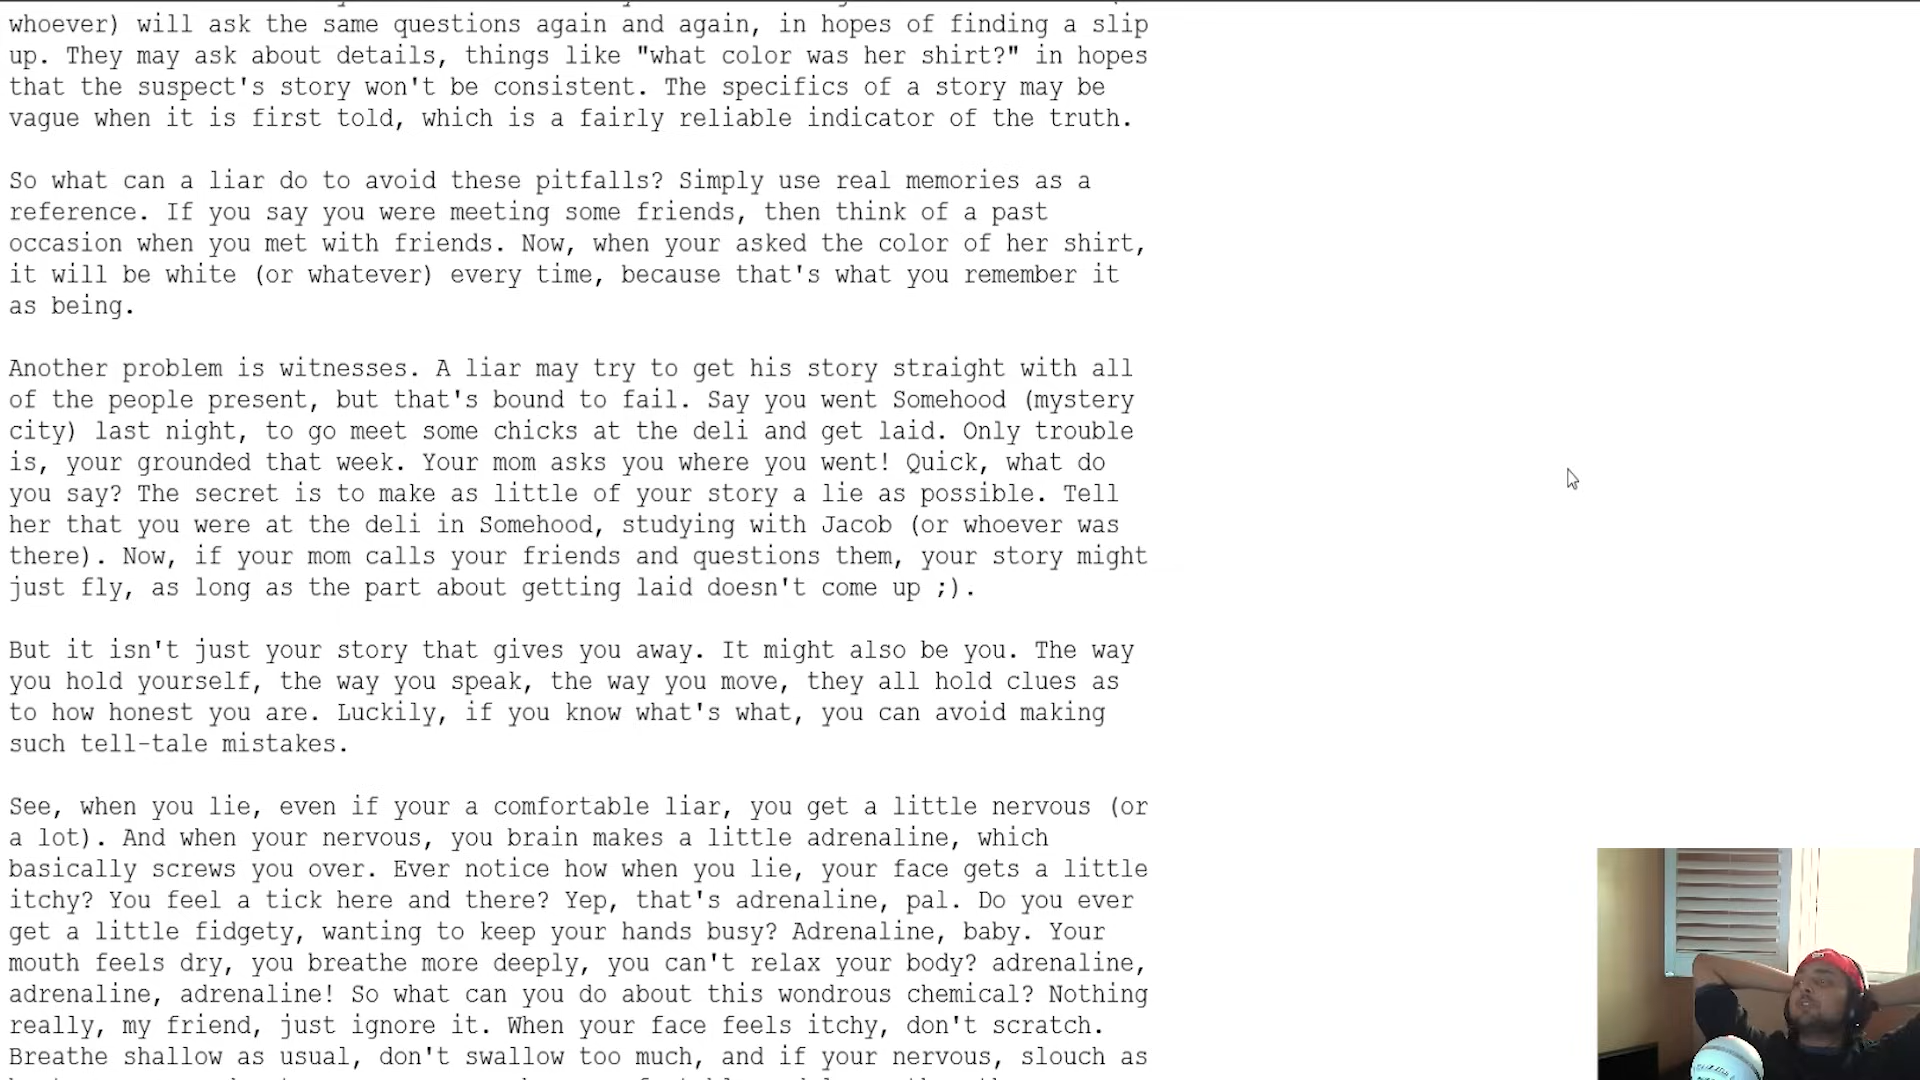 whoever) will ask the same questions again and again, in hopes of finding a slip
up. They may ask about details, things like "what color was her shirt?" in hopes
that the suspect's story won't be consistent. The specifics of a story may be
vague when it is first told, which is a fairly reliable indicator of the truth.
So what can a liar do to avoid these pitfalls? Simply use real memories as a
reference. If you say you were meeting some friends, then think of a past
occasion when you met with friends. Now, when your asked the color of her shirt,
it will be white (or whatever) every time, because that's what you remember it
as being.
Another problem is witnesses. A liar may try to get his story straight with all
of the people present, but that's bound to fail. Say you went Somehood (mystery
city) last night, to go meet some chicks at the deli and get laid. Only trouble
is, your grounded that week. Your mom asks you where you went! Quick, what do
you say? The secret is to make as little of your story a lie as possible. Tell
her that you were at the deli in Somehood, studying with Jacob (or whoever was
there). Now, if your mom calls your friends and questions them, your story might
just fly, as long as the part about getting laid doesn't come up ;).
But it isn't just your story that gives you away. It might also be you. The way
you hold yourself, the way you speak, the way you move, they all hold clues as
to how honest you are. Luckily, if you know what's what, you can avoid making
such tell-tale mistakes.
See, when you lie, even if your a comfortable liar, you get a little nervous (or
a lot). And when your nervous, you brain makes a little adrenaline, which
basically screws you over. Ever notice how when you lie, your face gets a little
itchy? You feel a tick here and there? Yep, that's adrenaline, pal. Do you ever
get a little fidgety, wanting to keep your hands busy? Adrenaline, baby. Your
mouth feels dry, you breathe more deeply, you can't relax your body? adrenaline,
adrenaline, adrenaline! So what can you do about this wondrous chemical? Nothing
really, my friend, just ignore it. When your face feels itchy, don't scratch.
Breathe shallow as usual, don't swallow too much, and if your nervous, slouch as